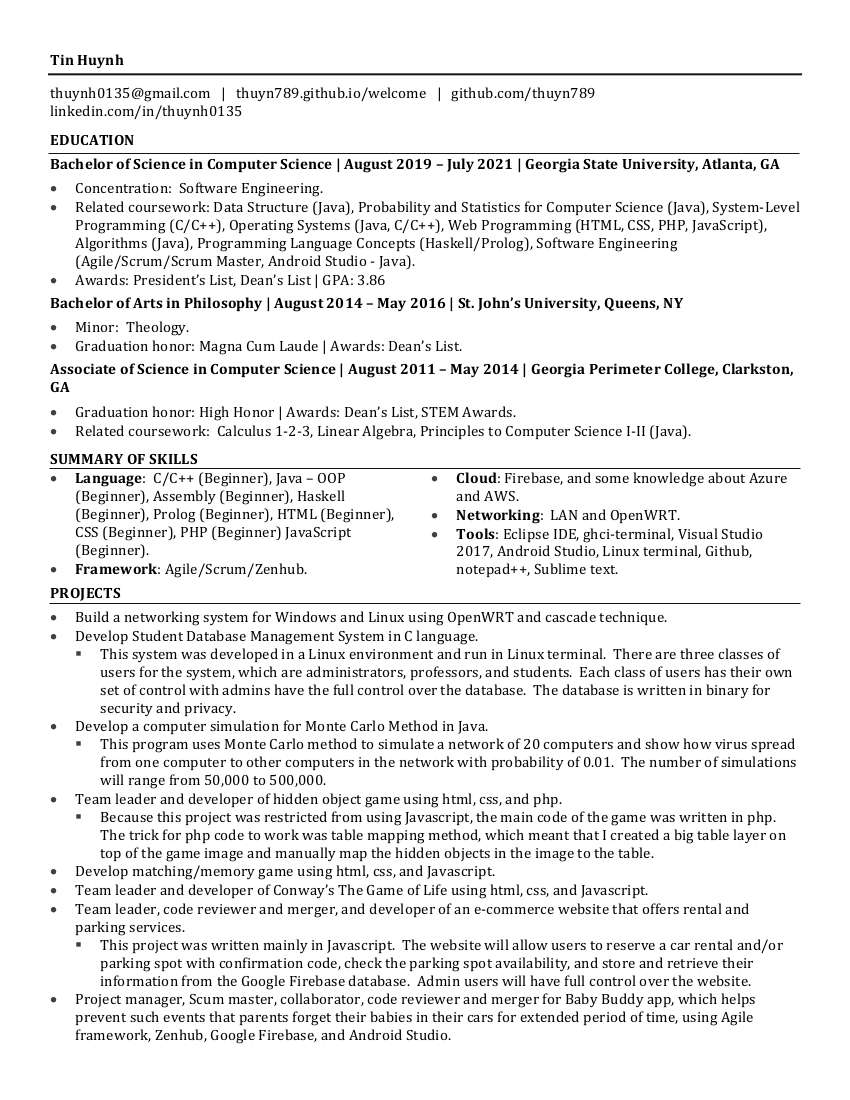 Tin Huynh
thuynh0135@gmail.com | thuyn789.github.io/welcome | github.com/thuyn789
linkedin.com/in/thuynh0135
EDUCATION
Bachelor of Science in Computer Science | August 2019 – July 2021 | Georgia State University, Atlanta, GA
• Concentration: Software Engineering.
• Related coursework: Data Structure (Java), Probability and Statistics for Computer Science (Java), System-Level
Programming (C/C++), Operating Systems (Java, C/C++), Web Programming (HTML, CSS, PHP, JavaScript),
Algorithms (Java), Programming Language Concepts (Haskell/Prolog), Software Engineering
(Agile/Scrum/Scrum Master, Android Studio - Java).
• Awards: President's List, Dean's List | GPA: 3.86
Bachelor of Arts in Philosophy | August 2014 – May 2016 | St. John's University, Queens, NY
• Minor: Theology.
• Graduation honor: Magna Cum Laude | Awards: Dean's List.
Associate of Science in Computer Science | August 2011 – May 2014 | Georgia Perimeter College, Clarkston,
GA
• Graduation honor: High Honor | Awards: Dean's List, STEM Awards.
• Related coursework: Calculus 1-2-3, Linear Algebra, Principles to Computer Science I-II (Java).
SUMMARY OF SKILLS
• Language: C/C++ (Beginner), Java – OOP
(Beginner), Assembly (Beginner), Haskell
(Beginner), Prolog (Beginner), HTML (Beginner),
CSS (Beginner), PHP (Beginner) JavaScript
(Beginner).
• Framework: Agile/Scrum/Zenhub.
• Cloud: Firebase, and some knowledge about Azure
and AWS.
• Networking: LAN and OpenWRT.
• Tools: Eclipse IDE, ghci-terminal, Visual Studio
2017, Android Studio, Linux terminal, Github,
notepad++, Sublime text.
PROJECTS
• Build a networking system for Windows and Linux using OpenWRT and cascade technique.
• Develop Student Database Management System in C language.
▪ This system was developed in a Linux environment and run in Linux terminal. There are three classes of
users for the system, which are administrators, professors, and students. Each class of users has their own
set of control with admins have the full control over the database. The database is written in binary for
security and privacy.
• Develop a computer simulation for Monte Carlo Method in Java.
▪ This program uses Monte Carlo method to simulate a network of 20 computers and show how virus spread
from one computer to other computers in the network with probability of 0.01. The number of simulations
will range from 50,000 to 500,000.
• Team leader and developer of hidden object game using html, css, and php.
▪ Because this project was restricted from using Javascript, the main code of the game was written in php.
The trick for php code to work was table mapping method, which meant that I created a big table layer on
top of the game image and manually map the hidden objects in the image to the table.
• Develop matching/memory game using html, css, and Javascript.
• Team leader and developer of Conway's The Game of Life using html, css, and Javascript.
• Team leader, code reviewer and merger, and developer of an e-commerce website that offers rental and
parking services.
▪ This project was written mainly in Javascript. The website will allow users to reserve a car rental and/or
parking spot with confirmation code, check the parking spot availability, and store and retrieve their
information from the Google Firebase database. Admin users will have full control over the website.
• Project manager, Scum master, collaborator, code reviewer and merger for Baby Buddy app, which helps
prevent such events that parents forget their babies in their cars for extended period of time, using Agile
framework, Zenhub, Google Firebase, and Android Studio.